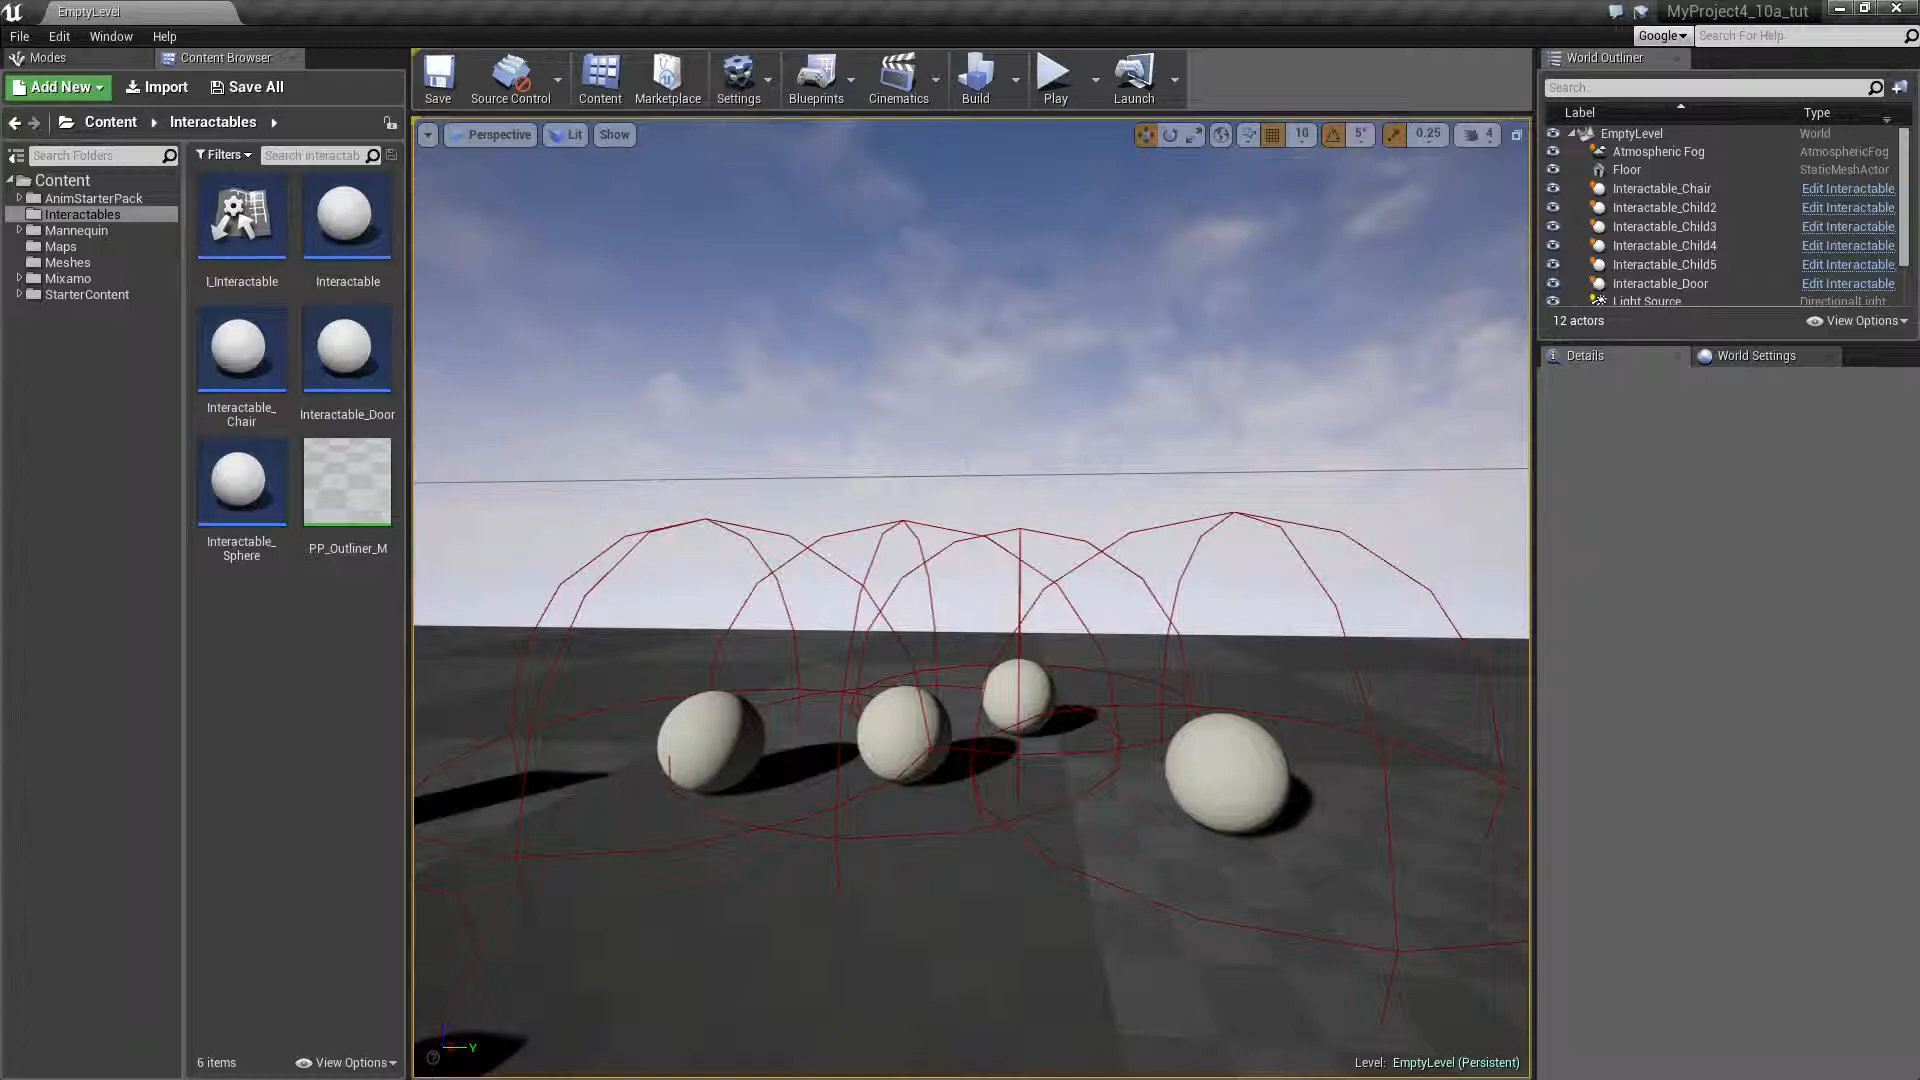 EmptyLevel
MyProject4_10a_tut
File Edit Window Help
Google Search For Help
Modes
Content Browser
Add New Import Save All
Content Interactables
Search Folders
Filters
Search Interactab
Content
AnimStarterPack
Interactables
Mannequin
Maps
Meshes
Mixamo
StarterContent
I_Interactable
Interactable
Interactable_
Chair
Interactable_Door
Interactable_
Sphere
PP_Outliner_M
6 items
View Options
Save
Source Control
Content
Marketplace
Settings
Blueprints
Cinematics
Build
Play
Launch
Perspective
Lit
Show
10
5°
0.25
4
Y
Level: EmptyLevel (Persistent)
World Outliner
Search..
Label Type
EmptyLevel World
Atmospheric Fog AtmosphericFog
Floor StaticMeshActor
Interactable_Chair Edit Interactable
Interactable_Child2 Edit Interactable
Interactable_Child3 Edit Interactable
Interactable_Child4 Edit Interactable
Interactable_Child5 Edit Interactable
Interactable_Door Edit Interactable
Light Source DirectionalLight
12 actors
View Options
Details
World Settings